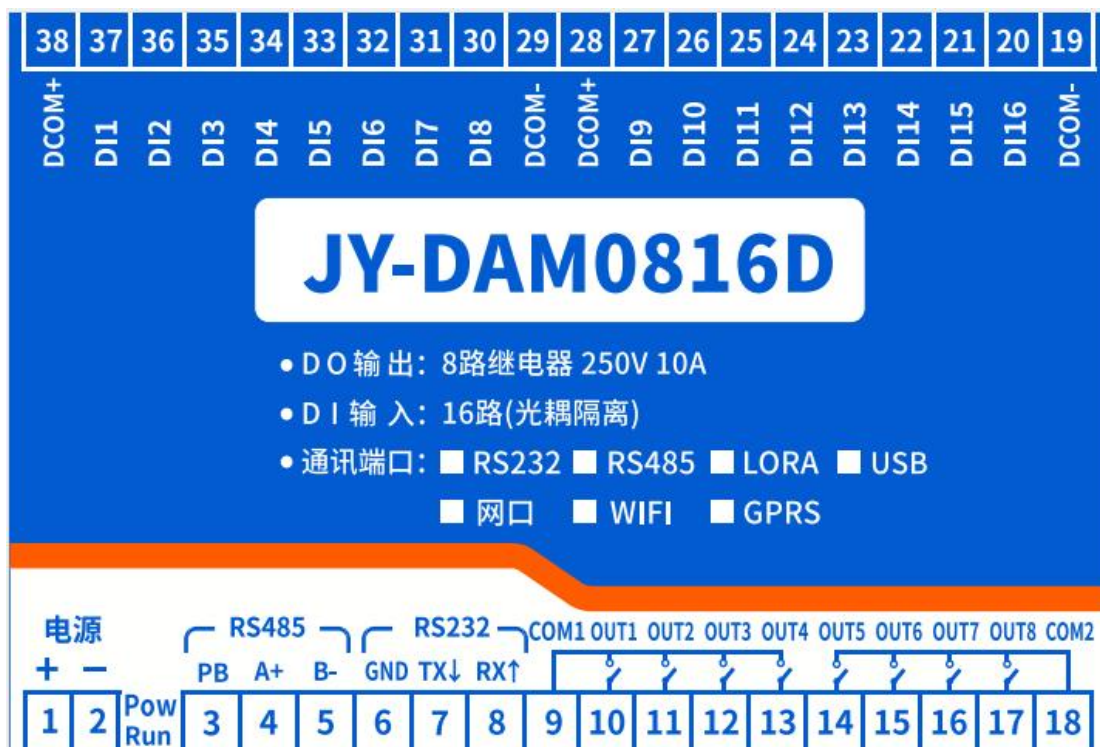 38 37 36 35 34 33 32 31 30 29 28 27 26 25 24 23 22 21 20 19
DCOM+ DI1 DI2 DI3 DI4 DI5 DI6 DI7 DI8 DCOM- DCOM+ DI9 DI10 DI11 DI12 DI13 DI14 DI15 DI16 DCOM-
JY-DAM0816D
● DO输出：8路继电器 250V 10A
● DI输入：16路(光耦隔离)
● 通讯端口：■ RS232 ■ RS485 ■ LORA ■ USB
■ 网口 ■ WIFI ■ GPRS
电源 RS485 RS232 COM1 OUT1 OUT2 OUT3 OUT4 OUT5 OUT6 OUT7 OUT8 COM2
+ − PB A+ B- GND TX↓ RX↑
1 2 Pow 3 4 5 6 7 8 9 10 11 12 13 14 15 16 17 18
Run